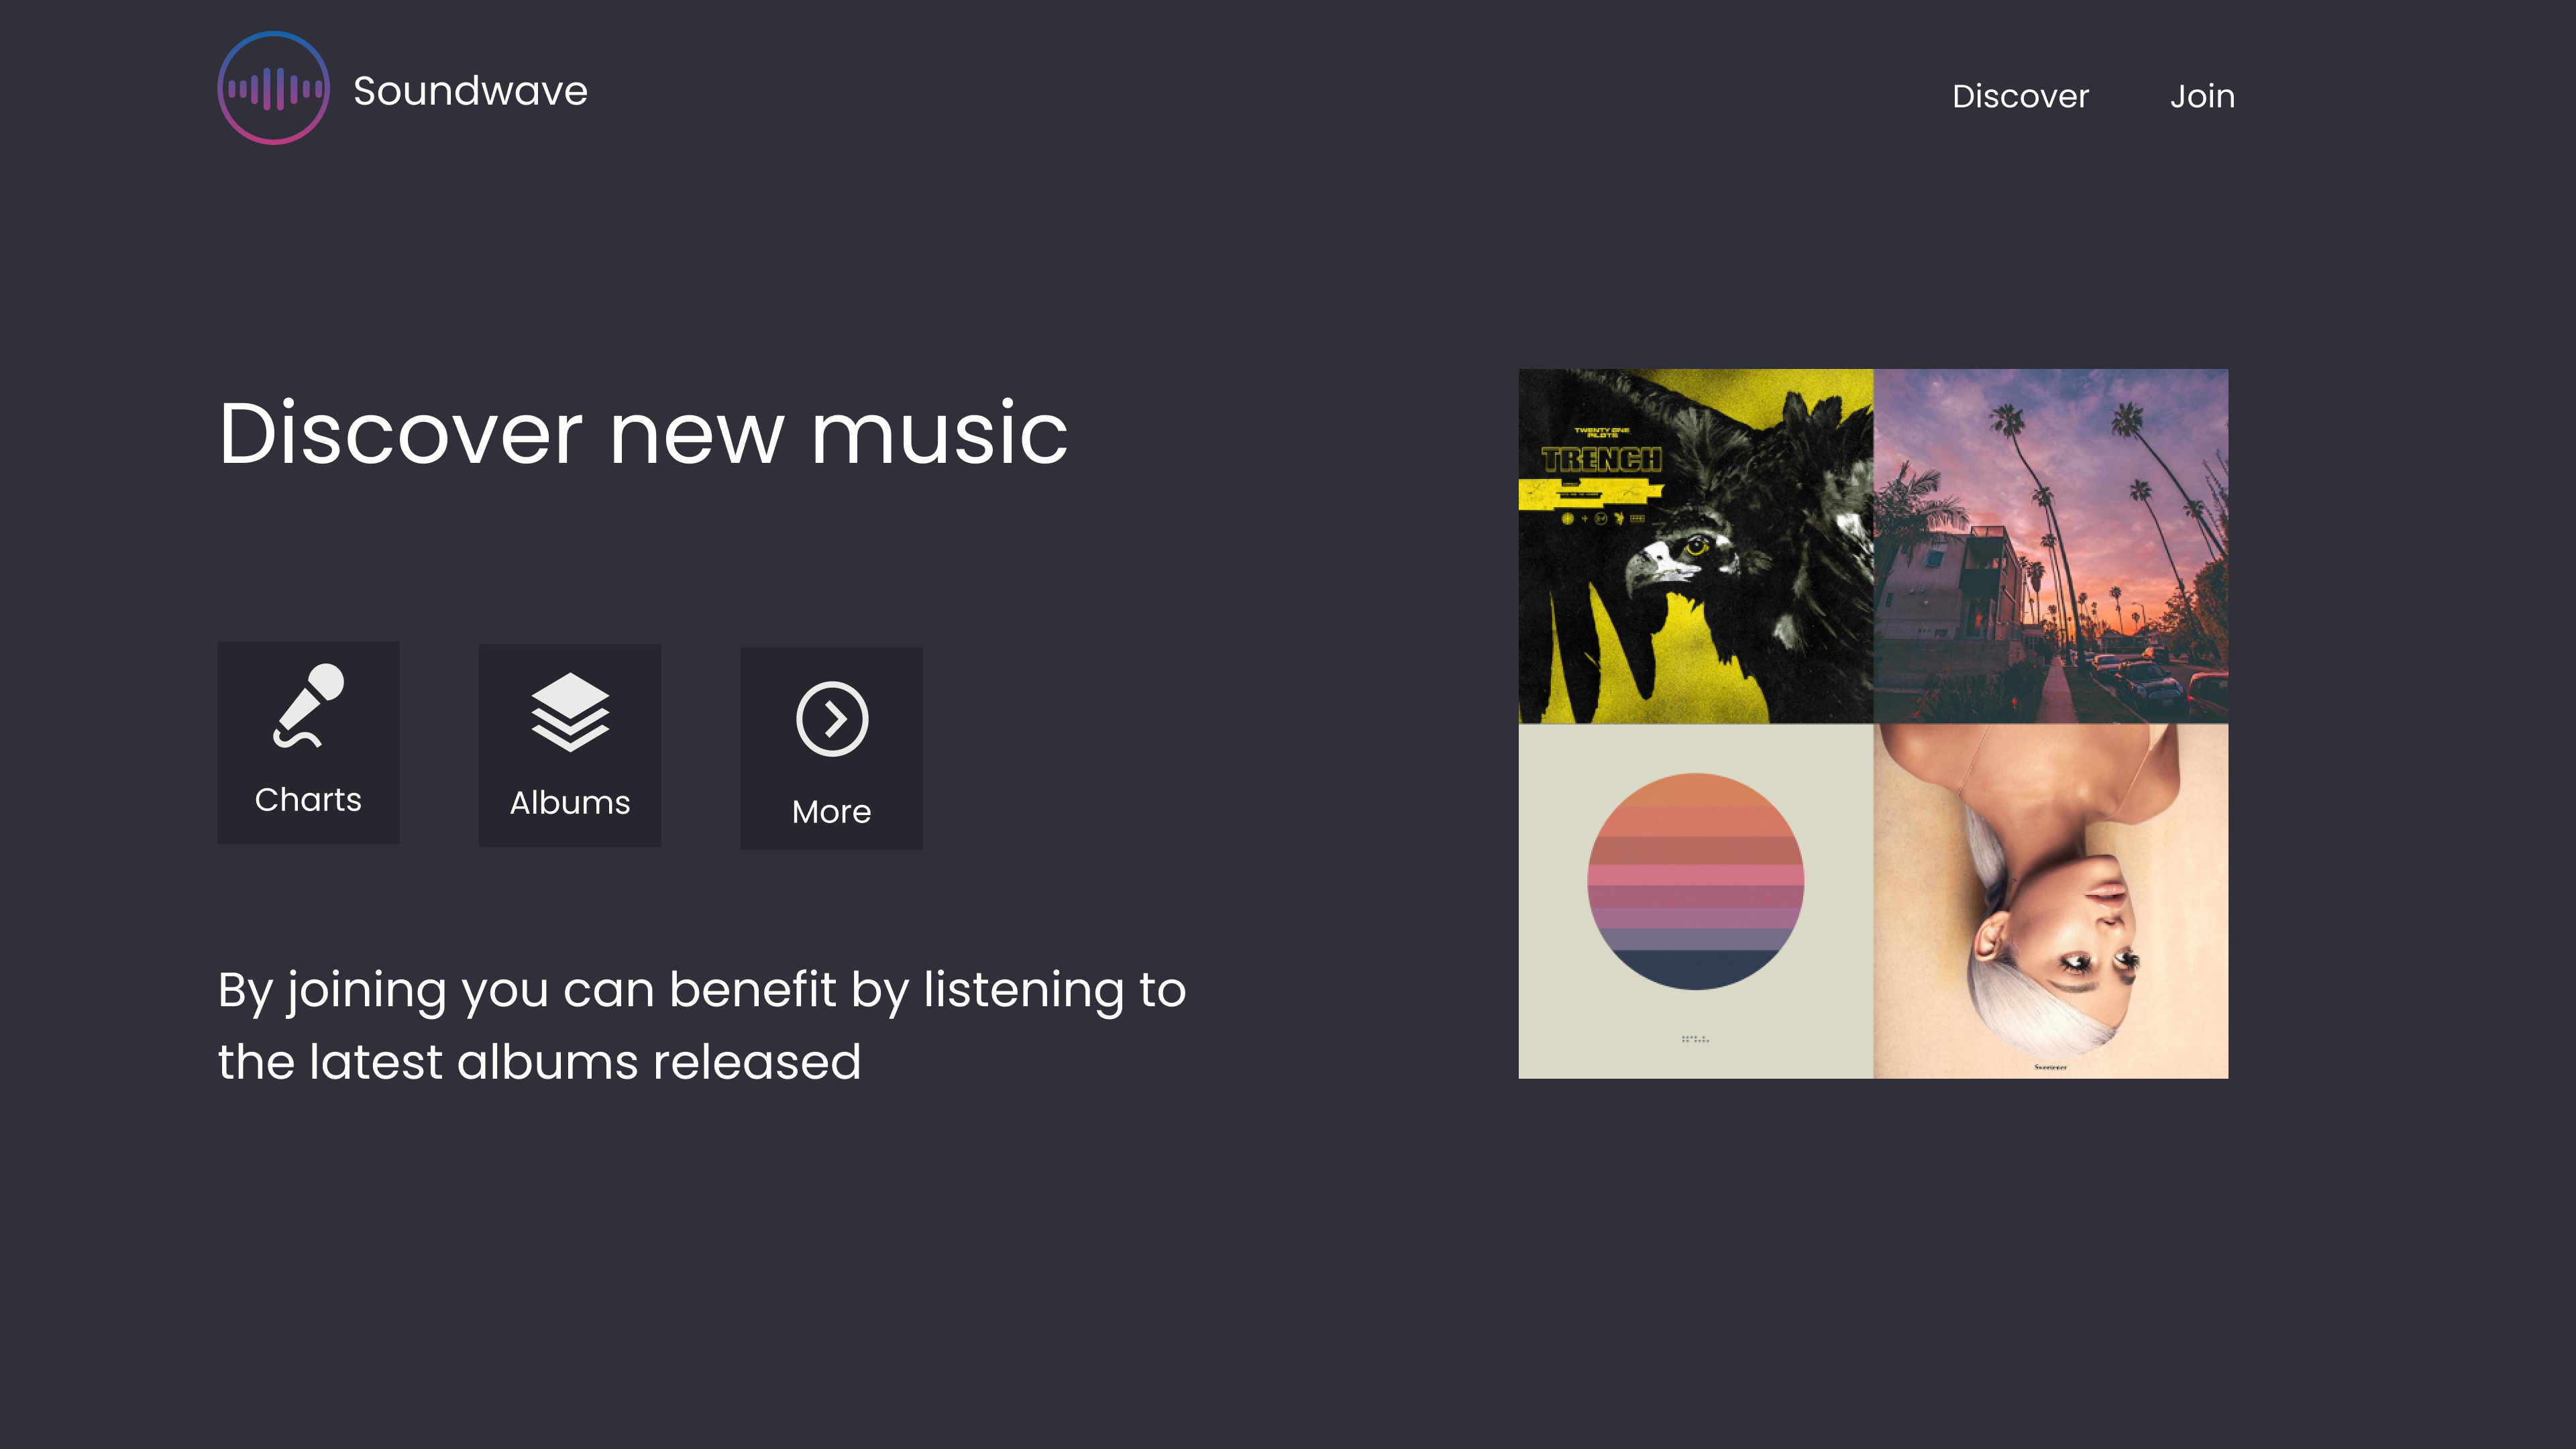 Soundwave
Discover
Join
Discover new music
TWENTY ONE
PILOTS
TRENCH
Charts
Albums
More
By joining you can benefit by listening to
the latest albums released
Sweetener